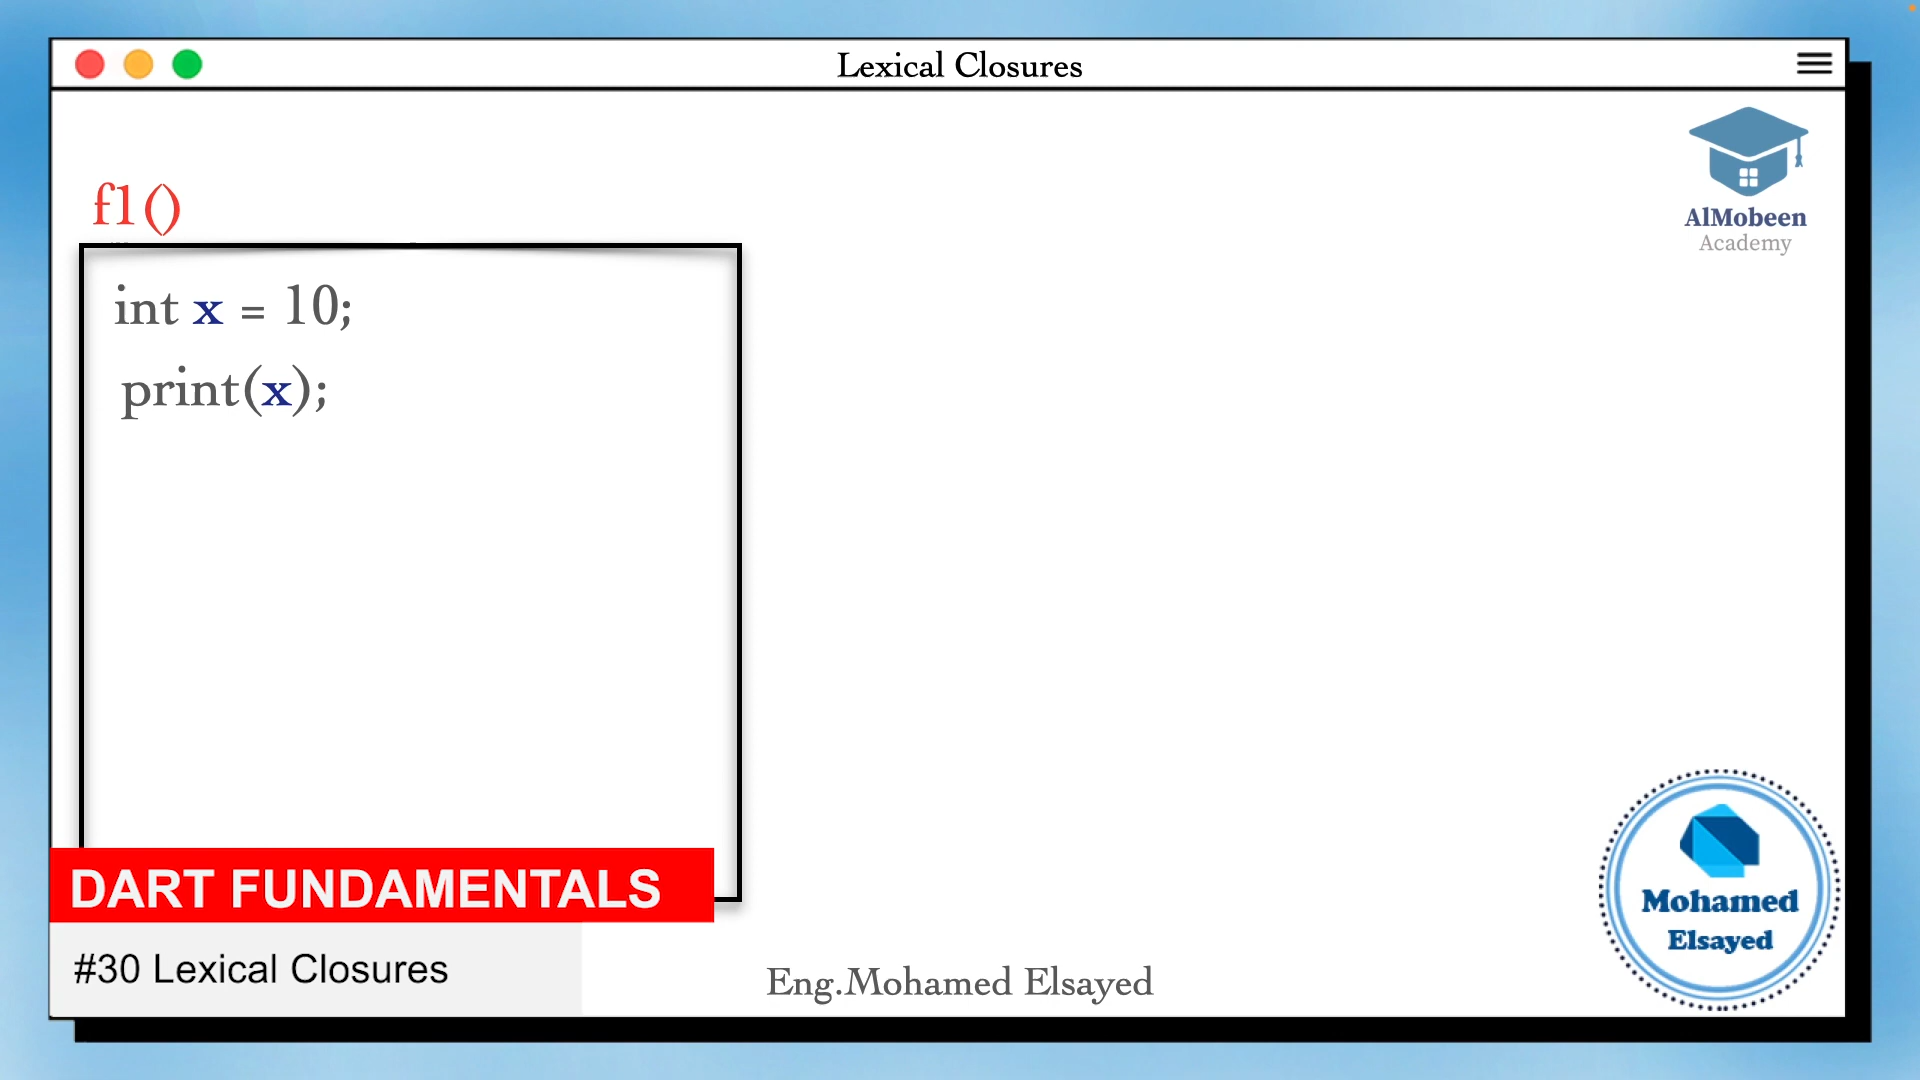 Lexical Closures
AlMobeen
Academy
f1()
int x = 10;
print(x);
DART FUNDAMENTALS
#30 Lexical Closures
Eng.Mohamed Elsayed
Mohamed
Elsayed